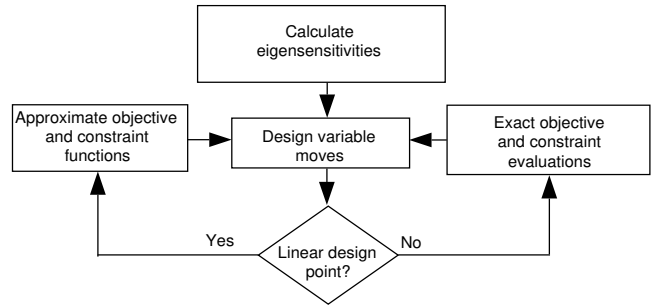 Calculate
eigensensitivities
Approximate objective
and constraint
functions
Design variable
moves
Exact objective
and constraint
evaluations
Yes
Linear design
point?
No